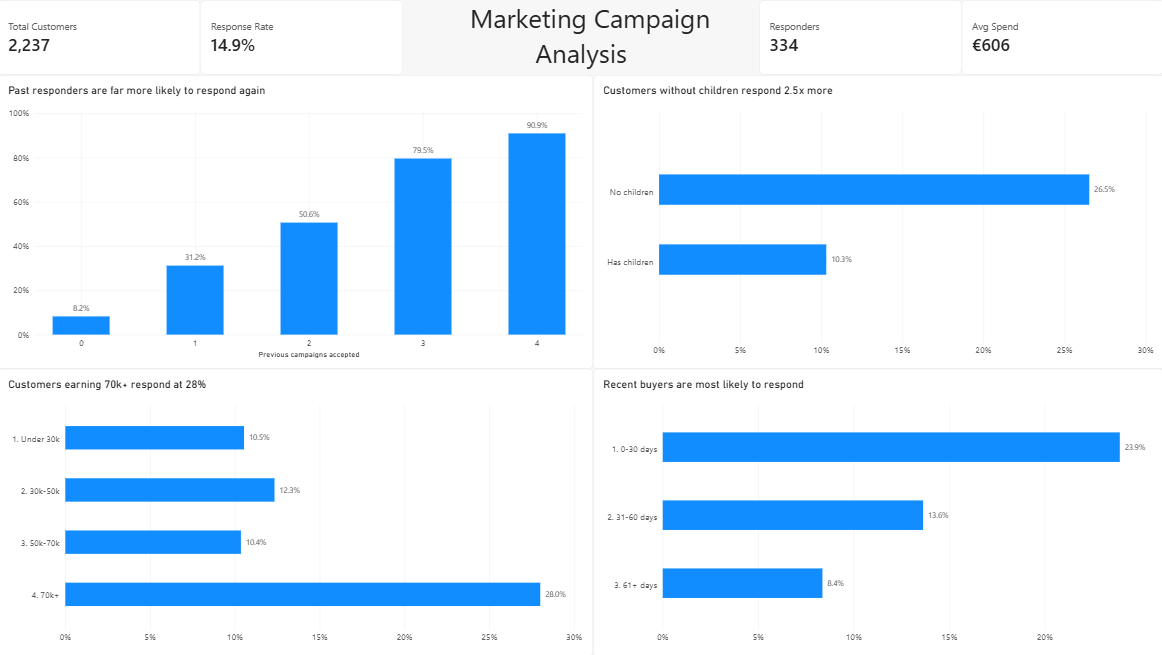 Total Customers
2,237
Response Rate
14.9%
Marketing Campaign
Analysis
Responders
334
Avg Spend
€606
Past responders are far more likely to respond again
100%
80%
60%
40%
20%
0%
8.2%
31.2%
50.6%
79.5%
90.9%
0
1
2
3
4
Previous campaigns accepted
Customers without children respond 2.5x more
No children
26.5%
Has children
10.3%
0%
5%
10%
15%
20%
25%
30%
Customers earning 70k+ respond at 28%
1. Under 30k
10.5%
2. 30k-50k
12.3%
3. 50k-70k
10.4%
4. 70k+
28.0%
0%
5%
10%
15%
20%
25%
30%
Recent buyers are most likely to respond
1. 0-30 days
23.9%
2. 31-60 days
13.6%
3. 61+ days
8.4%
0%
5%
10%
15%
20%